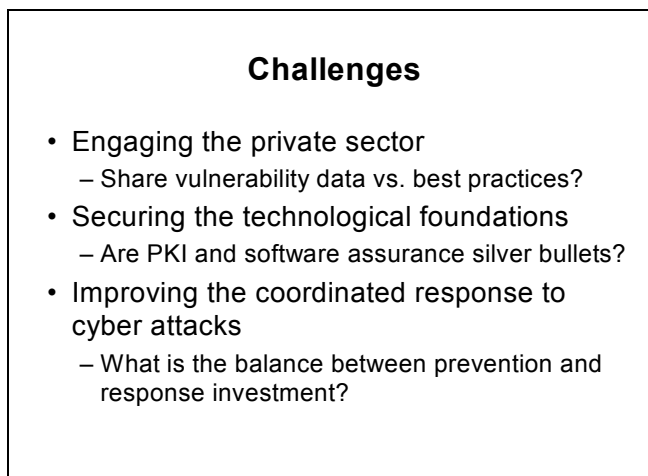 Challenges
• Engaging the private sector
– Share vulnerability data vs. best practices?
• Securing the technological foundations
– Are PKI and software assurance silver bullets?
• Improving the coordinated response to
cyber attacks
– What is the balance between prevention and
response investment?